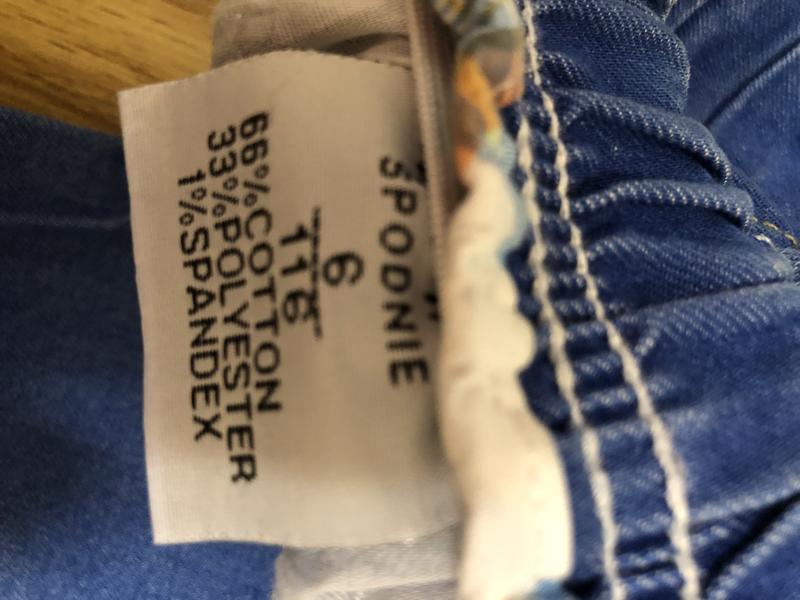 SPODNIE
6
116
66%COTTON
33%POLYESTER
1%SPANDEX